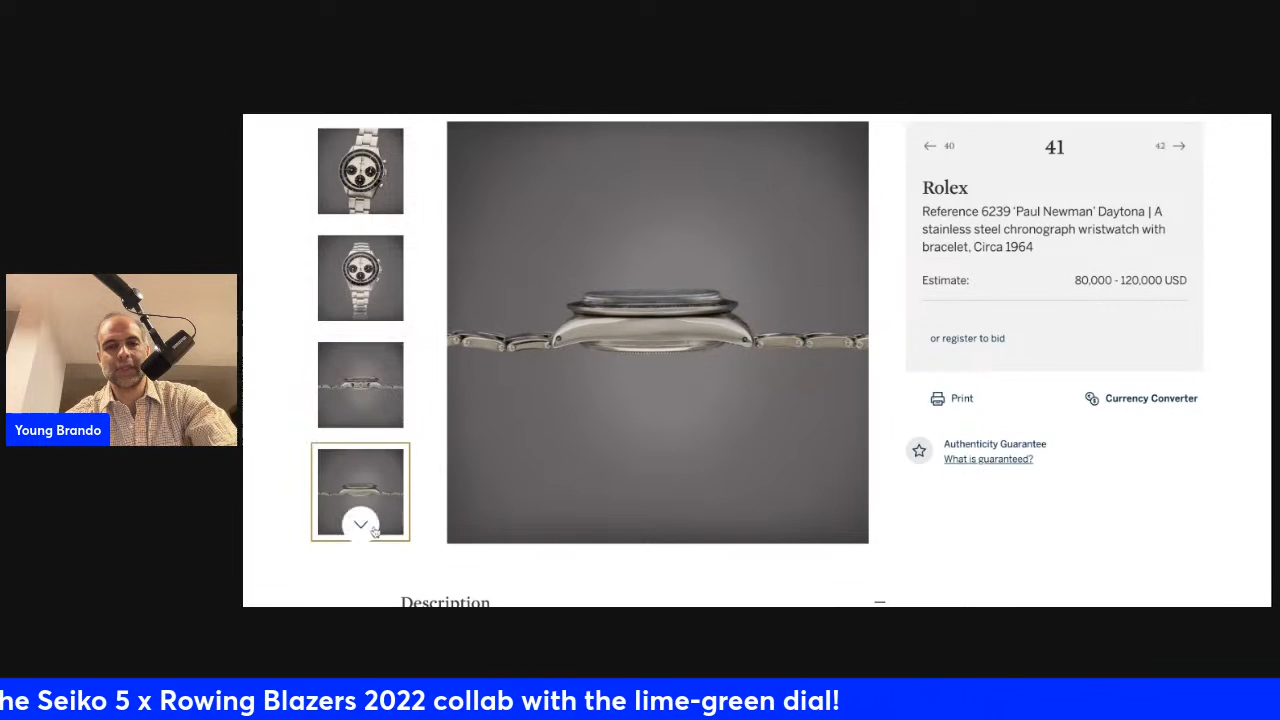 ← 40
41
42 →
Rolex
Reference 6239 'Paul Newman' Daytona | A
stainless steel chronograph wristwatch with
bracelet, Circa 1964
Estimate:
80,000 - 120,000 USD
or register to bid
Print
Currency Converter
Authenticity Guarantee
What is guaranteed?
Young Brando
Description
he Seiko 5 x Rowing Blazers 2022 collab with the lime-green dial!